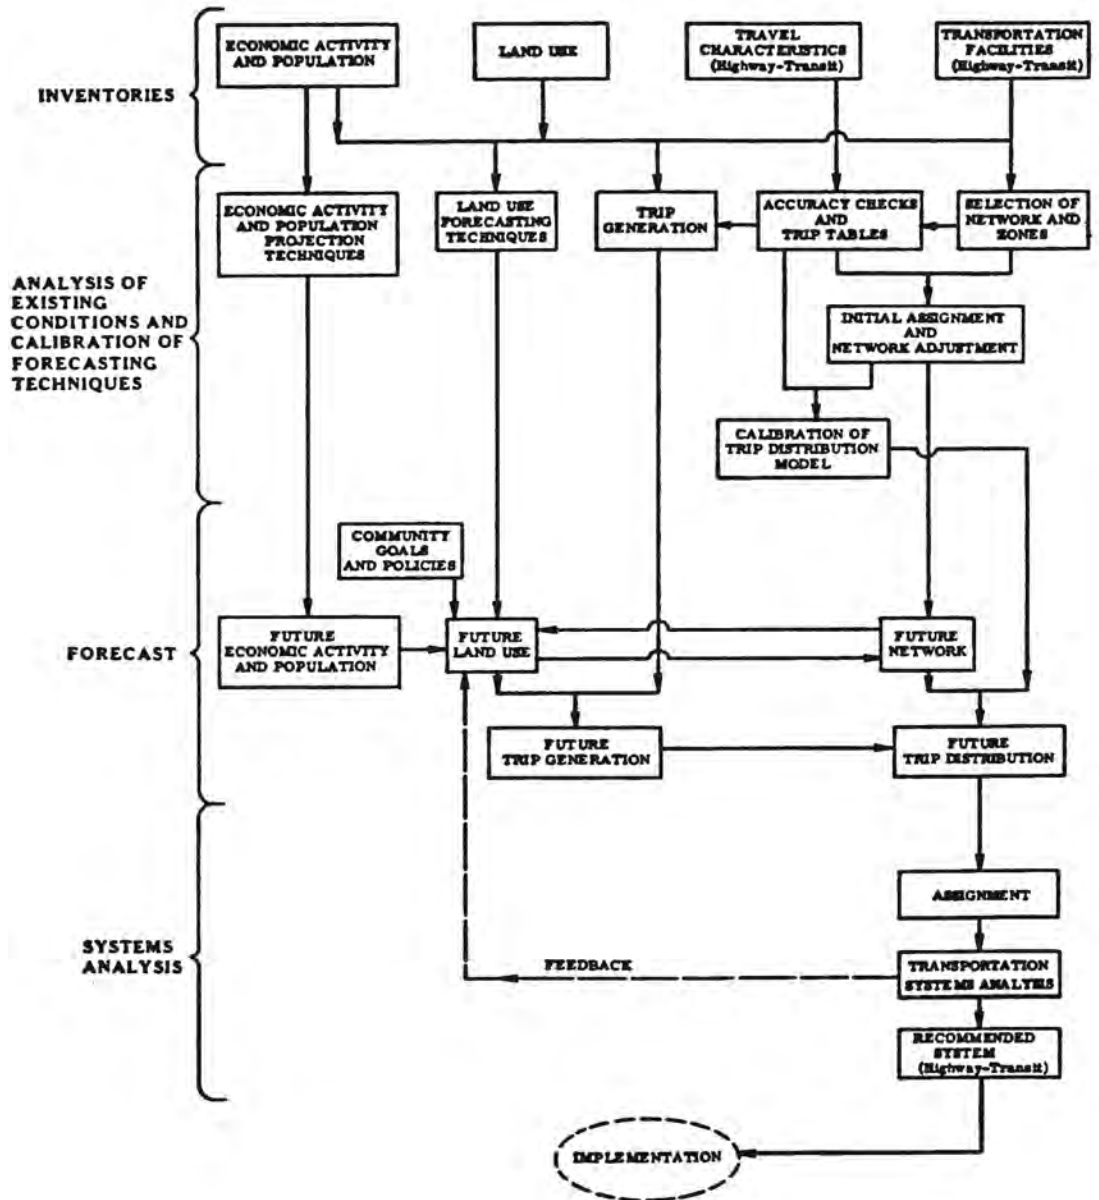 INVENTORIES
ECONOMIC ACTIVITY
AND POPULATION
LAND USE
TRAVEL
CHARACTERISTICS
(Highway-Transit)
TRANSPORTATION
FACILITIES
(Highway-Transit)
ANALYSIS OF
EXISTING
CONDITIONS AND
CALIBRATION OF
FORECASTING
TECHNIQUES
ECONOMIC ACTIVITY
AND POPULATION
PROJECTION
TECHNIQUES
LAND USE
FORECASTING
TECHNIQUES
TRIP
GENERATION
ACCURACY CHECKS
AND
TRIP TABLES
SELECTION OF
NETWORK AND
ZONES
INITIAL ASSIGNMENT
AND
NETWORK ADJUSTMENT
CALIBRATION OF
TRIP DISTRIBUTION
MODEL
FORECAST
COMMUNITY
GOALS
AND POLICIES
FUTURE
ECONOMIC ACTIVITY
AND POPULATION
FUTURE
LAND USE
FUTURE
NETWORK
FUTURE
TRIP GENERATION
FUTURE
TRIP DISTRIBUTION
SYSTEMS
ANALYSIS
ASSIGNMENT
FEEDBACK
TRANSPORTATION
SYSTEMS ANALYSIS
RECOMMENDED
SYSTEM
(Highway-Transit)
IMPLEMENTATION